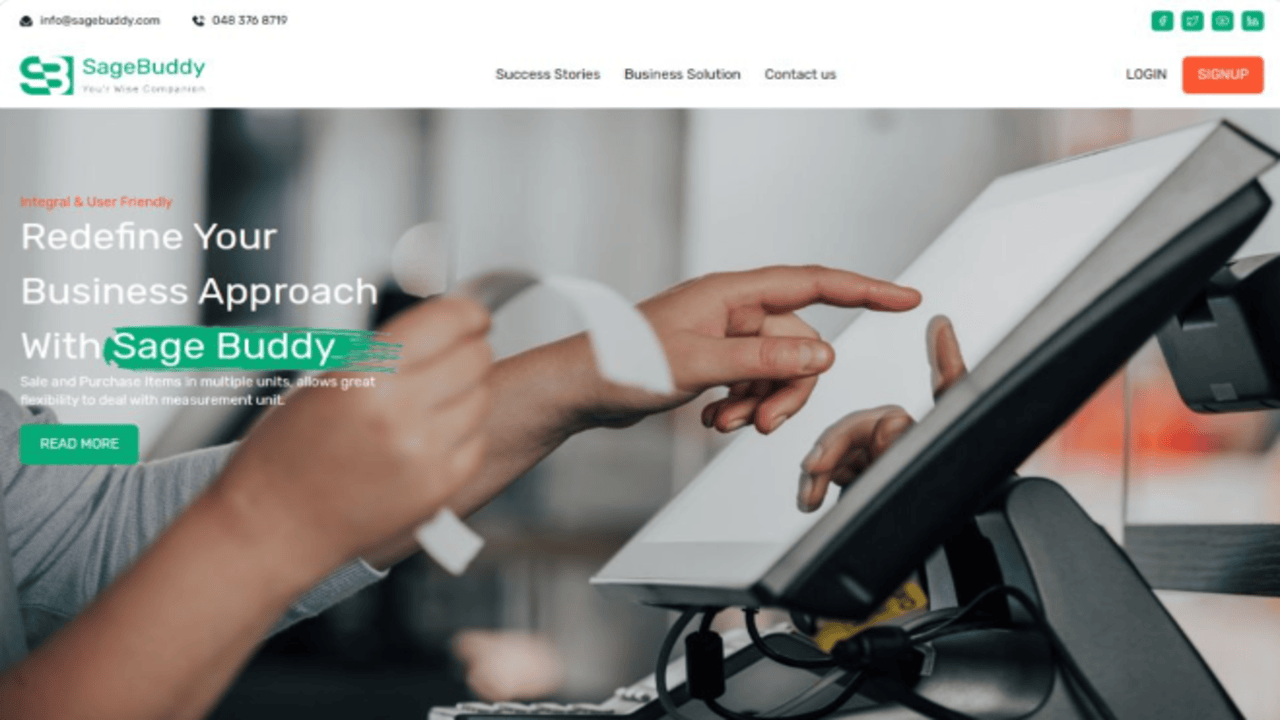 info@sagebuddy.com 048 376 8719
SageBuddy
You'r Wise Companion
Success Stories Business Solution Contact us
LOGIN SIGNUP
Integral & User Friendly
Redefine Your
Business Approach
With Sage Buddy
Sale and Purchase Items in multiple units, allows great
flexibility to deal with measurement unit.
READ MORE